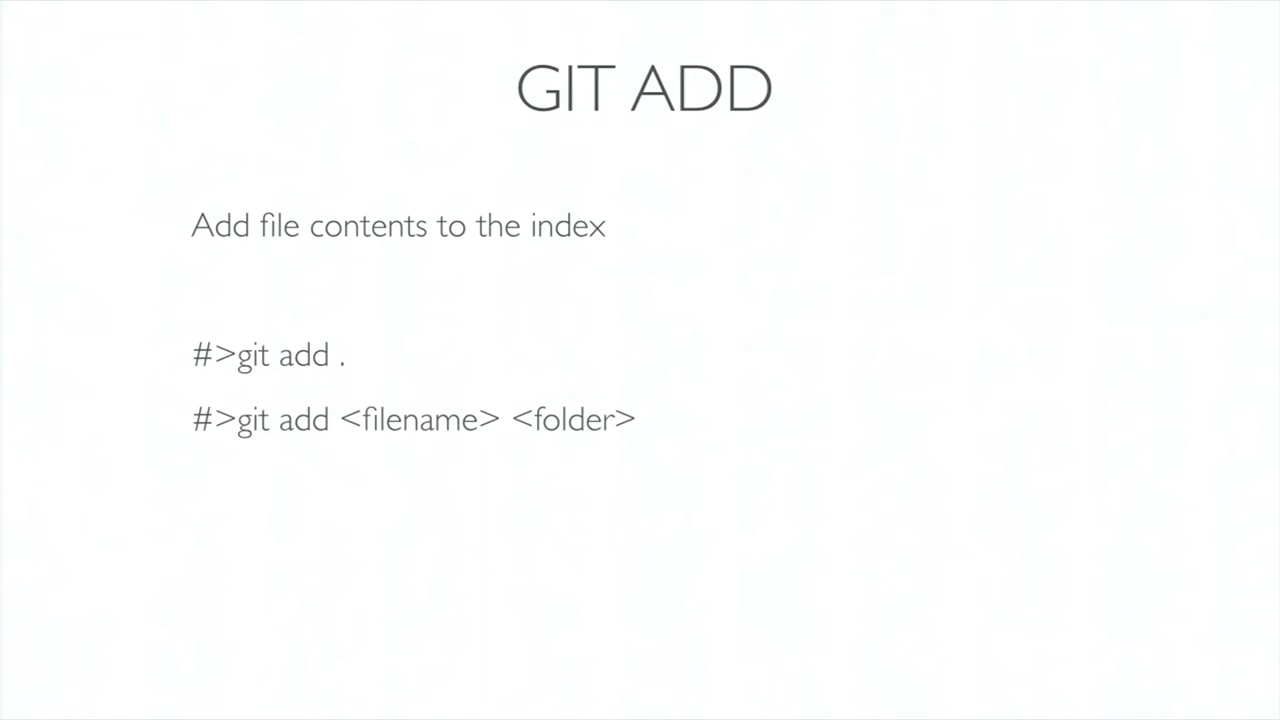 GIT ADD
Add file contents to the index
#>git add .
#>git add <filename> <folder>